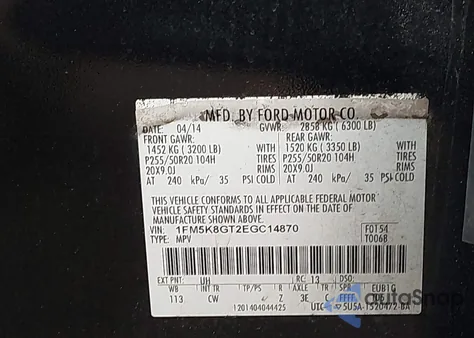 MFD. BY FORD MOTOR CO.
DATE: 04/14 GVWR: 2858 KG ( 6300 LB)
FRONT GAWR: REAR GAWR:
1452 KG ( 3200 LB) WITH 1520 KG ( 3350 LB) WITH
P255/50R20 104H TIRES P255/50R20 104H TIRES
20X9.0J RIMS 20X9.0J RIMS
AT 240 kPa/ 35 PSI COLD AT 240 kPa/ 35 PSI COLD
THIS VEHICLE CONFORMS TO ALL APPLICABLE FEDERAL MOTOR
VEHICLE SAFETY STANDARDS IN EFFECT ON THE DATE OF
MANUFACTURE SHOWN ABOVE.
VIN: 1FM5K8GT2EGC14870 F0154
TYPE: MPV T0068
EXT PNT: UH RC: 13 DSO:
WB R AXLE TR
113 CW Z 3E C
1201404044425 UTC
autoSnap